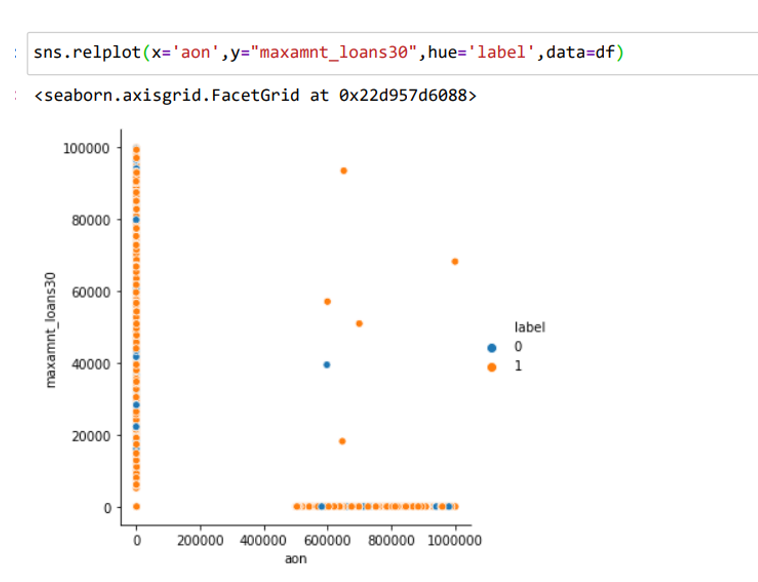 sns.relplot(x='aon',y="maxamnt_loans30",hue='label',data=df)
<seaborn.axisgrid.FacetGrid at 0x22d957d6088>
100000
80000
60000
40000
20000
0
maxamnt_loans30
label
0
1
0 200000 400000 600000 800000 1000000
aon